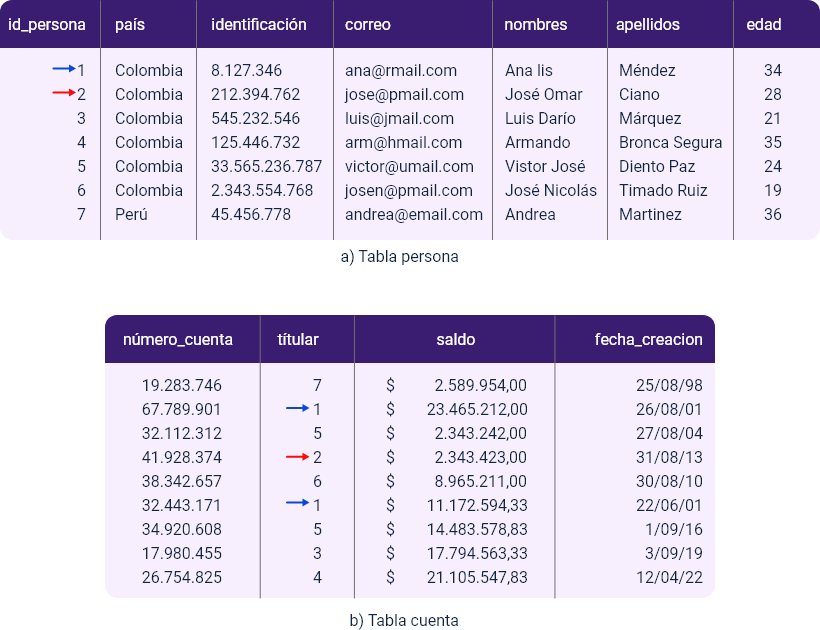 id_persona país identificación correo nombres apellidos edad
1 Colombia 8.127.346 ana@rmail.com Ana lis Méndez 34
2 Colombia 212.394.762 jose@pmail.com José Omar Ciano 28
3 Colombia 545.232.546 luis@jmail.com Luis Darío Márquez 21
4 Colombia 125.446.732 arm@hmail.com Armando Bronca Segura 35
5 Colombia 33.565.236.787 victor@umail.com Vistor José Diento Paz 24
6 Colombia 2.343.554.768 josen@pmail.com José Nicolás Timado Ruiz 19
7 Perú 45.456.778 andrea@email.com Andrea Martinez 36
a) Tabla persona
número_cuenta títular saldo fecha_creacion
19.283.746 7 $ 2.589.954,00 25/08/98
67.789.901 1 $ 23.465.212,00 26/08/01
32.112.312 5 $ 2.343.242,00 27/08/04
41.928.374 2 $ 2.343.423,00 31/08/13
38.342.657 6 $ 8.965.211,00 30/08/10
32.443.171 1 $ 11.172.594,33 22/06/01
34.920.608 5 $ 14.483.578,83 1/09/16
17.980.455 3 $ 17.794.563,33 3/09/19
26.754.825 4 $ 21.105.547,83 12/04/22
b) Tabla cuenta